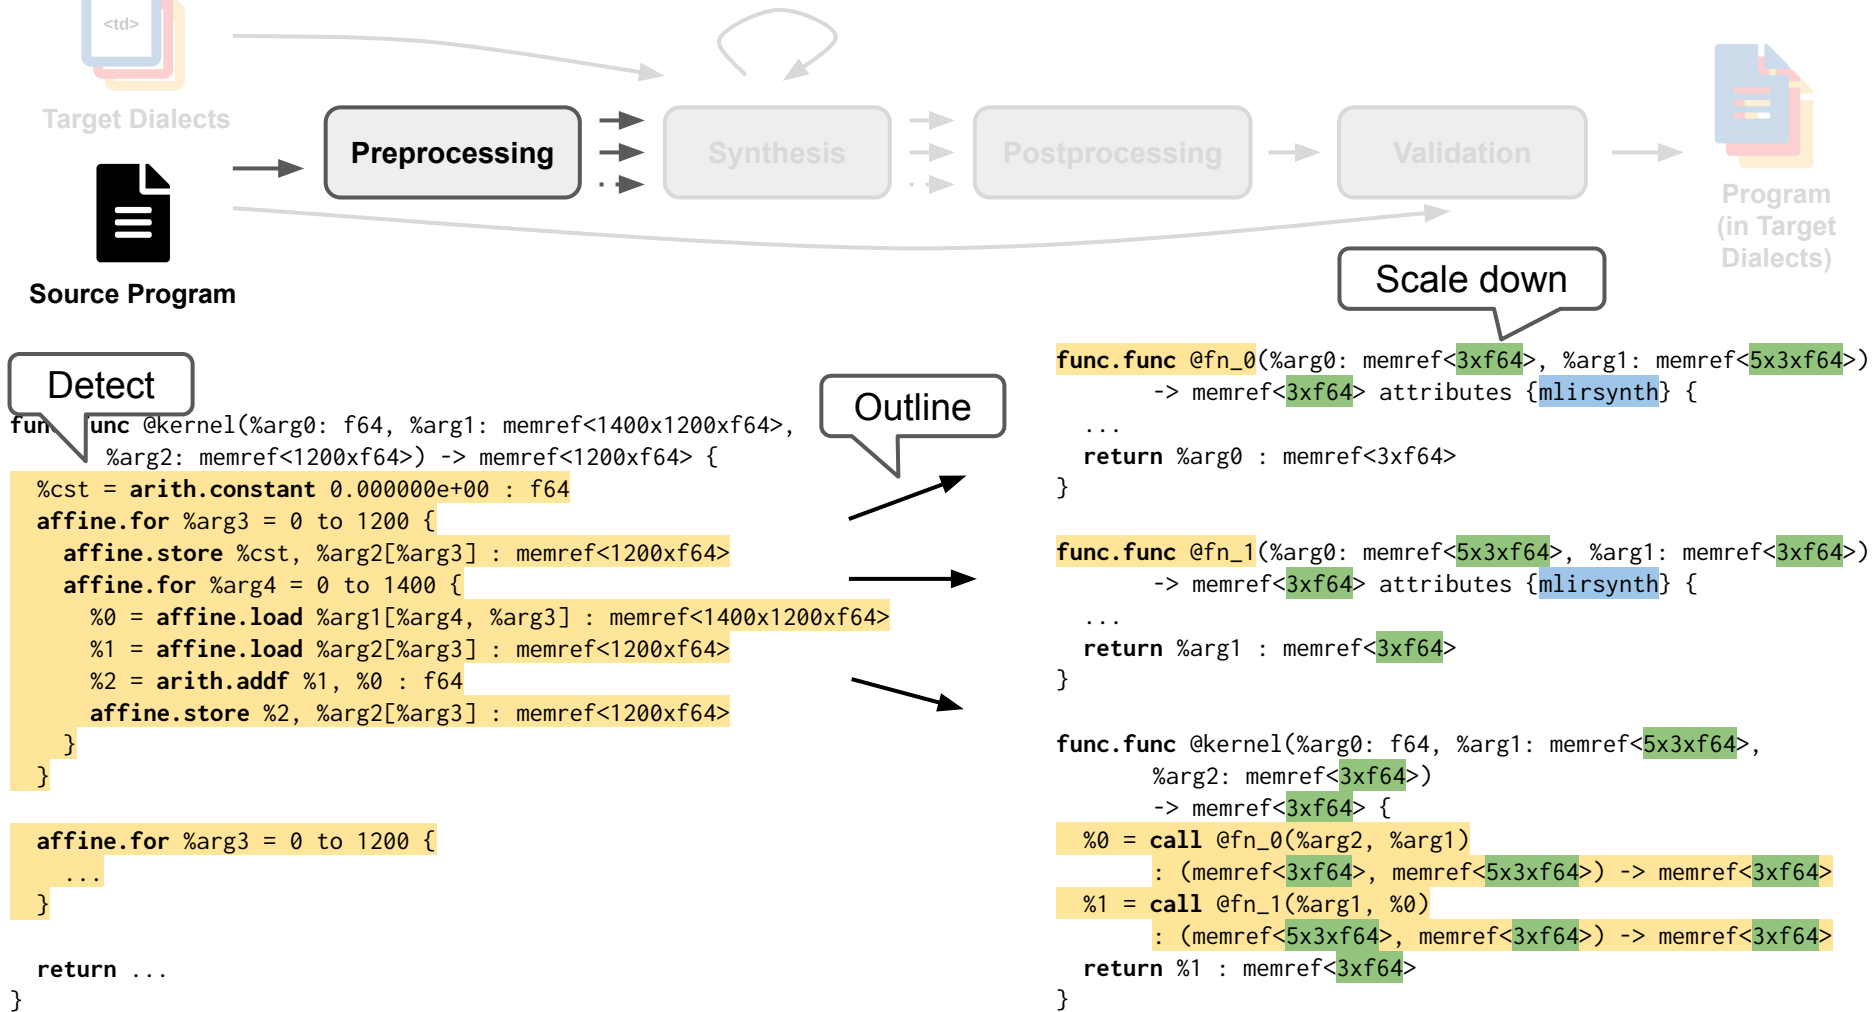 <td>
Target Dialects
Source Program
Preprocessing
Synthesis
Postprocessing
Validation
Program
(in Target
Dialects)
Detect
func.func @kernel(%arg0: f64, %arg1: memref<1400x1200xf64>,
%arg2: memref<1200xf64>) -> memref<1200xf64> {
%cst = arith.constant 0.000000e+00 : f64
affine.for %arg3 = 0 to 1200 {
affine.store %cst, %arg2[%arg3] : memref<1200xf64>
affine.for %arg4 = 0 to 1400 {
%0 = affine.load %arg1[%arg4, %arg3] : memref<1400x1200xf64>
%1 = affine.load %arg2[%arg3] : memref<1200xf64>
%2 = arith.addf %1, %0 : f64
affine.store %2, %arg2[%arg3] : memref<1200xf64>
}
}
affine.for %arg3 = 0 to 1200 {
...
}
return ...
}
Outline
Scale down
func.func @fn_0(%arg0: memref<3xf64>, %arg1: memref<5x3xf64>)
-> memref<3xf64> attributes {mlirsynth} {
...
return %arg0 : memref<3xf64>
}
func.func @fn_1(%arg0: memref<5x3xf64>, %arg1: memref<3xf64>)
-> memref<3xf64> attributes {mlirsynth} {
...
return %arg1 : memref<3xf64>
}
func.func @kernel(%arg0: f64, %arg1: memref<5x3xf64>,
%arg2: memref<3xf64>)
-> memref<3xf64> {
%0 = call @fn_0(%arg2, %arg1)
: (memref<3xf64>, memref<5x3xf64>) -> memref<3xf64>
%1 = call @fn_1(%arg1, %0)
: (memref<5x3xf64>, memref<3xf64>) -> memref<3xf64>
return %1 : memref<3xf64>
}